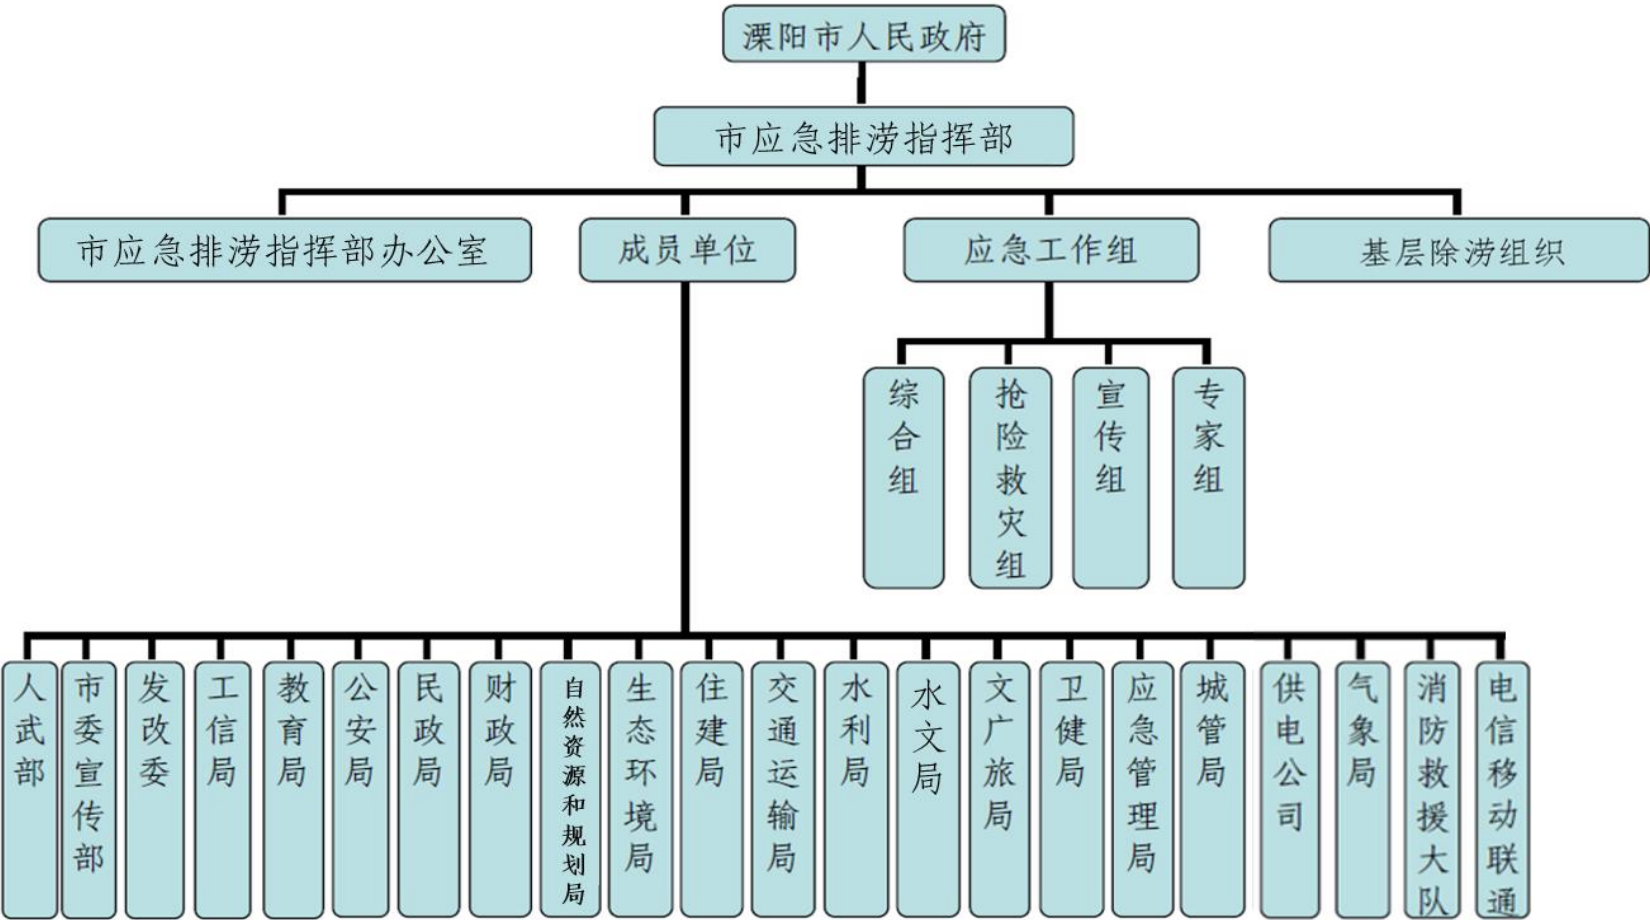 溧阳市人民政府
市应急排涝指挥部
市应急排涝指挥部办公室
成员单位
应急工作组
基层除涝组织
综合组
抢险救灾组
宣传组
专家组
人武部
市委宣传部
发改委
工信局
教育局
公安局
民政局
财政局
自然资源和规划局
生态环境局
住建局
交通运输局
水利局
水文局
文广旅局
卫健局
应急管理局
城管局
供电公司
气象局
消防救援大队
电信移动联通